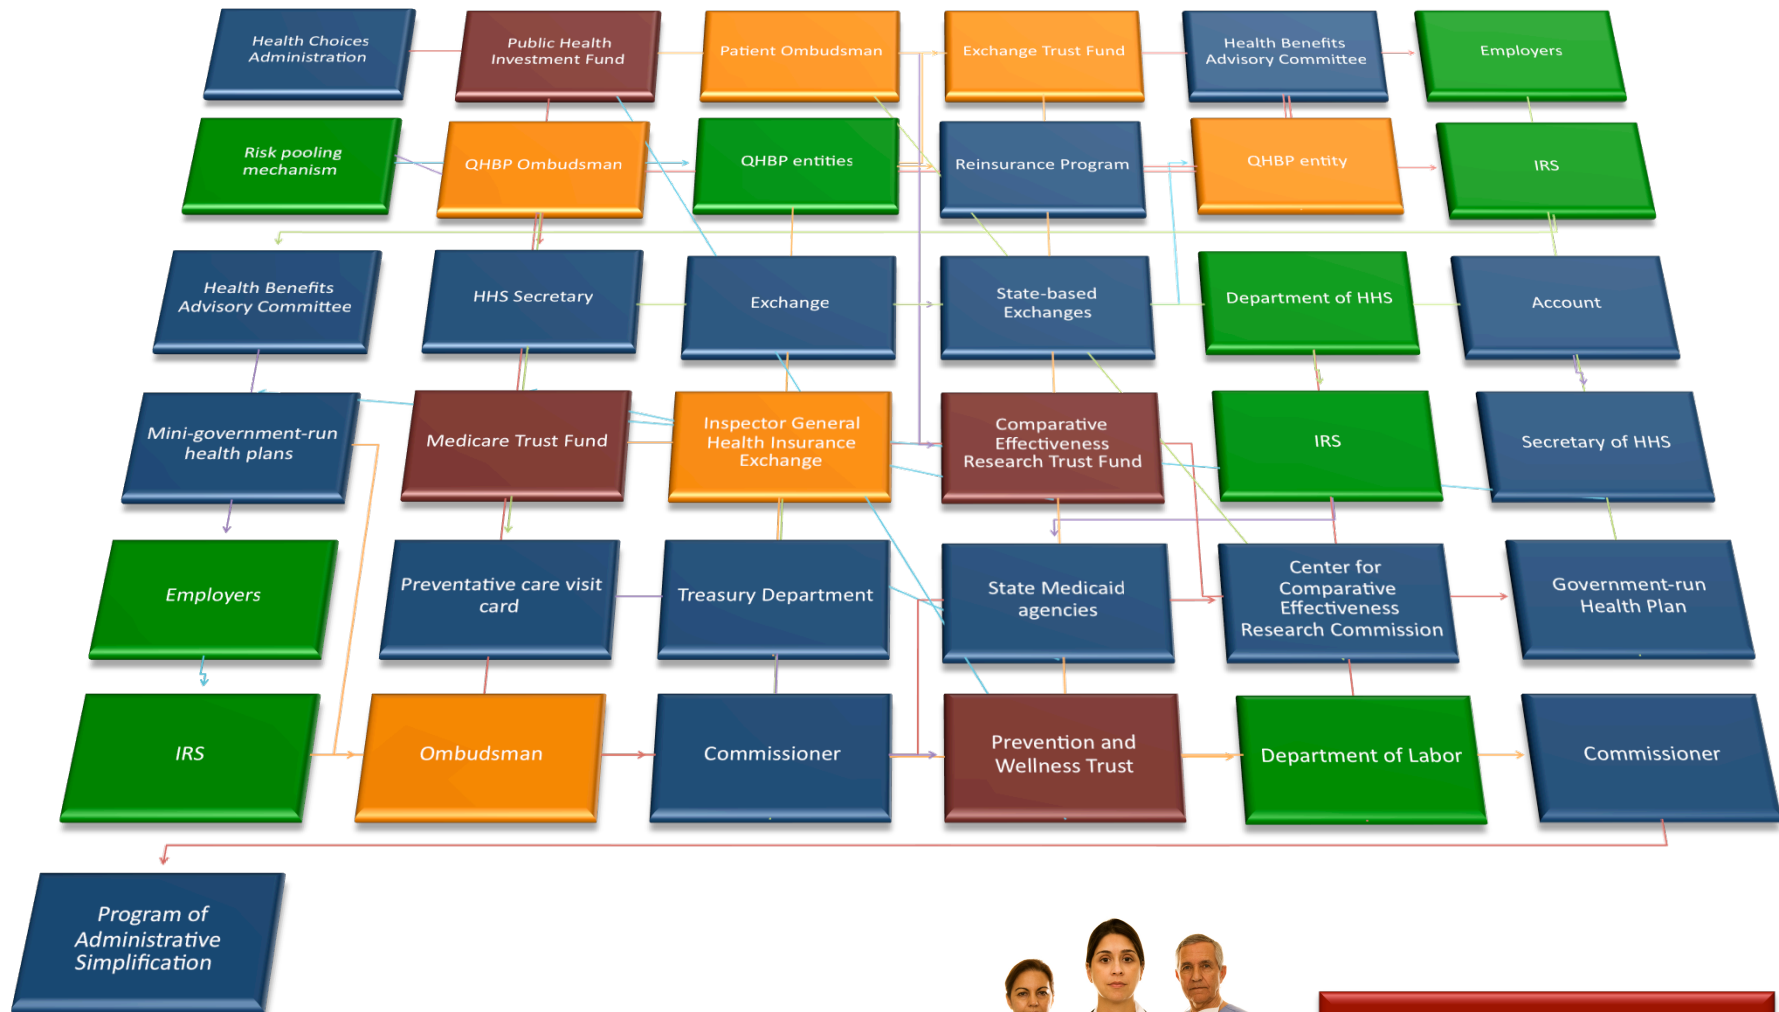 Health Choices
Administration
Public Health
Investment Fund
Patient Ombudsman
Exchange Trust Fund
Health Benefits
Advisory Committee
Employers
Risk pooling
mechanism
QHBP Ombudsman
QHBP entities
Reinsurance Program
QHBP entity
IRS
Health Benefits
Advisory Committee
HHS Secretary
Exchange
State-based
Exchanges
Department of HHS
Account
Mini-government-run
health plans
Medicare Trust Fund
Inspector General
Health Insurance
Exchange
Comparative
Effectiveness
Research Trust Fund
IRS
Secretary of HHS
Employers
Preventative care visit
card
Treasury Department
State Medicaid
agencies
Center for
Comparative
Effectiveness
Research Commission
Government-run
Health Plan
IRS
Ombudsman
Commissioner
Prevention and
Wellness Trust
Department of Labor
Commissioner
Program of
Administrative
Simplification